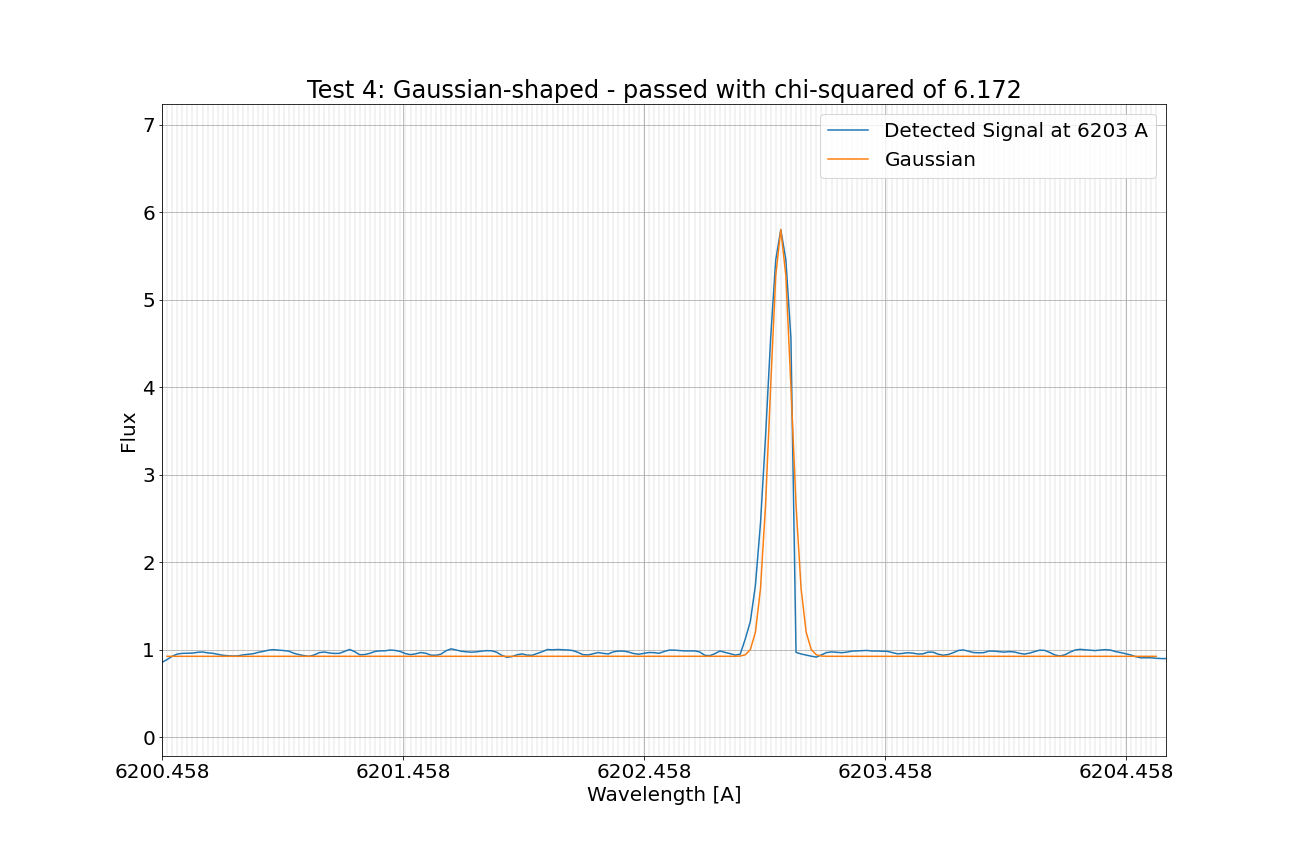 Test 4: Gaussian-shaped - passed with chi-squared of 6.172
Detected Signal at 6203 A
Gaussian
7
6
5
4
3
2
1
0
Flux
6200.458 6201.458 6202.458 6203.458 6204.458
Wavelength [A]